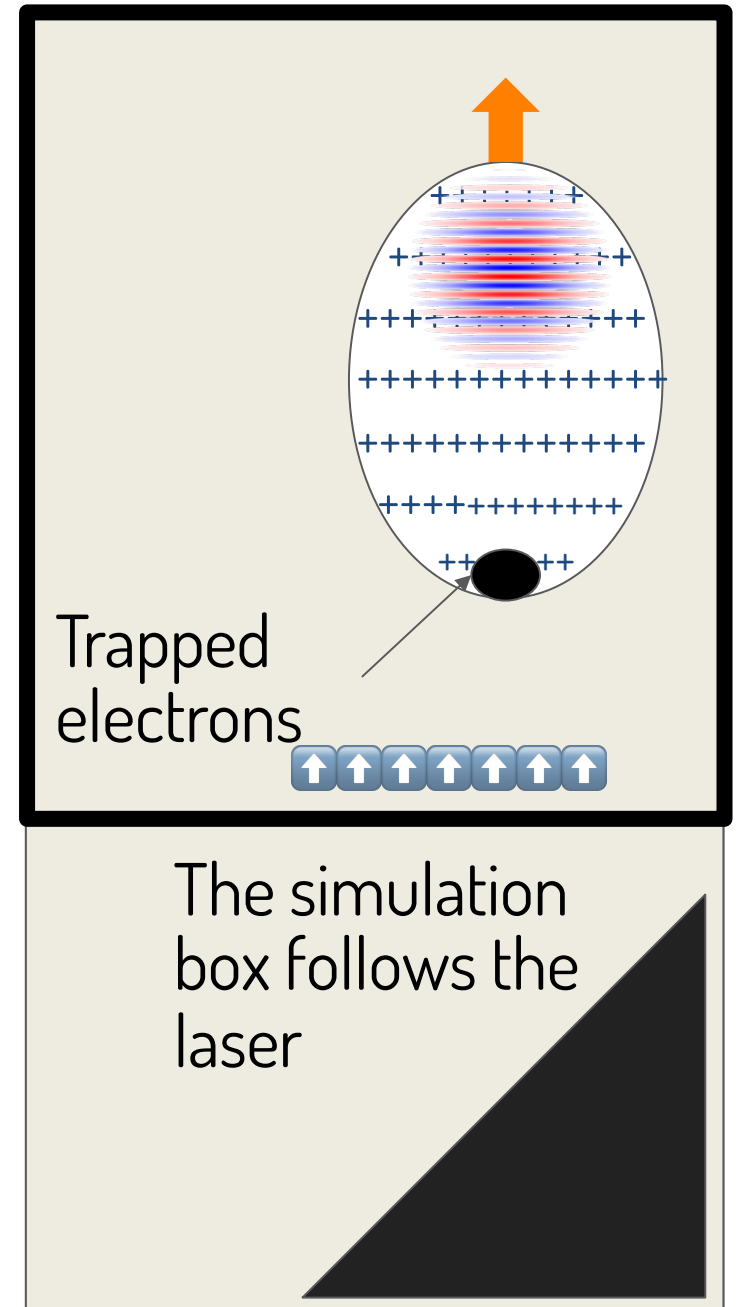 Trapped
electrons
The simulation
box follows the
laser